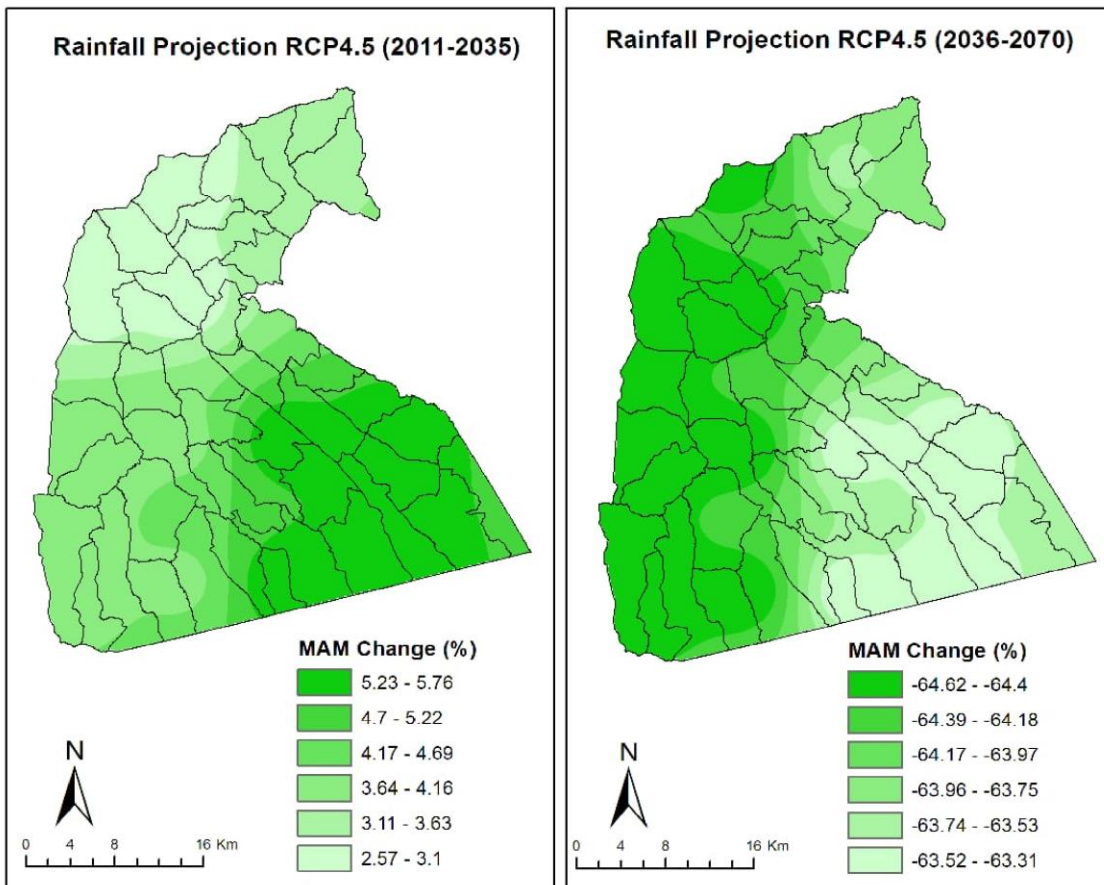 Rainfall Projection RCP4.5 (2011-2035)
MAM Change (%)
5.23 - 5.76
4.7 - 5.22
4.17 - 4.69
3.64 - 4.16
3.11 - 3.63
2.57 - 3.1
N
0 4 8 16 Km
Rainfall Projection RCP4.5 (2036-2070)
MAM Change (%)
-64.62 - -64.4
-64.39 - -64.18
-64.17 - -63.97
-63.96 - -63.75
-63.74 - -63.53
-63.52 - -63.31
N
0 4 8 16 Km